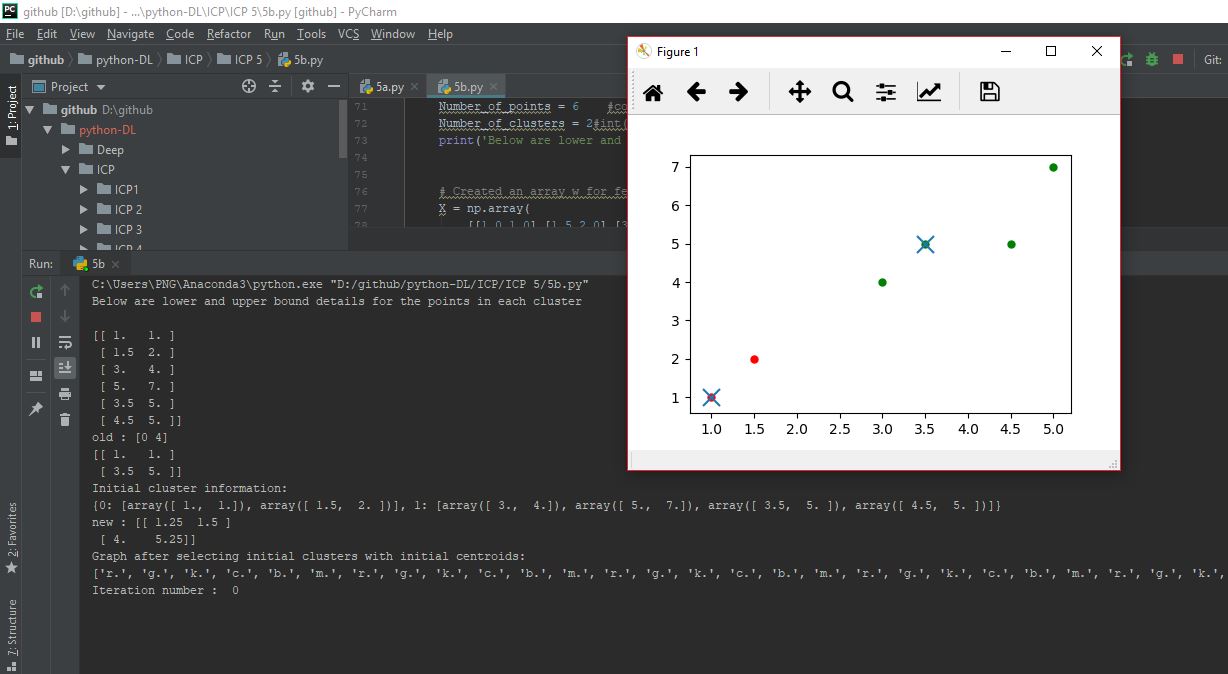 github [D:\github] - ...\python-DL\ICP\ICP 5\5b.py [github] - PyCharm
File Edit View Navigate Code Refactor Run Tools VCS Window Help
github python-DL ICP ICP 5 5b.py
Git:
1: Project
Project
github D:\github
python-DL
Deep
ICP
ICP1
ICP 2
ICP 3
ICP 4
5a.py 5b.py
71 Number_of_points = 6 #co
72 Number_of_clusters = 2#int(
73 print('Below are lower and
74
75
76 # Created an array w for fe
77 X = np.array(
78 [[1.0,1.0],[1.5,2.0],[3
Figure 1
7
6
5
4
3
2
1
1.0 1.5 2.0 2.5 3.0 3.5 4.0 4.5 5.0
Run: 5b
C:\Users\PNG\Anaconda3\python.exe "D:/github/python-DL/ICP/ICP 5/5b.py"
Below are lower and upper bound details for the points in each cluster
[[ 1.   1. ]
 [ 1.5  2. ]
 [ 3.   4. ]
 [ 5.   7. ]
 [ 3.5  5. ]
 [ 4.5  5. ]]
old : [0 4]
[[ 1.   1. ]
 [ 3.5  5. ]]
Initial cluster information:
{0: [array([ 1.,  1.]), array([ 1.5,  2. ])], 1: [array([ 3.,  4.]), array([ 5.,  7.]), array([ 3.5,  5. ]), array([ 4.5,  5. ])]}
new : [[ 1.25  1.5 ]
 [ 4.    5.25]]
Graph after selecting initial clusters with initial centroids:
['r.', 'g.', 'k.', 'c.', 'b.', 'm.', 'r.', 'g.', 'k.', 'c.', 'b.', 'm.', 'r.', 'g.', 'k.', 'c.', 'b.', 'm.', 'r.', 'g.', 'k.', 'c.', 'b.', 'm.', 'r.', 'g.', 'k.',
Iteration number :  0
2: Favorites
7: Structure